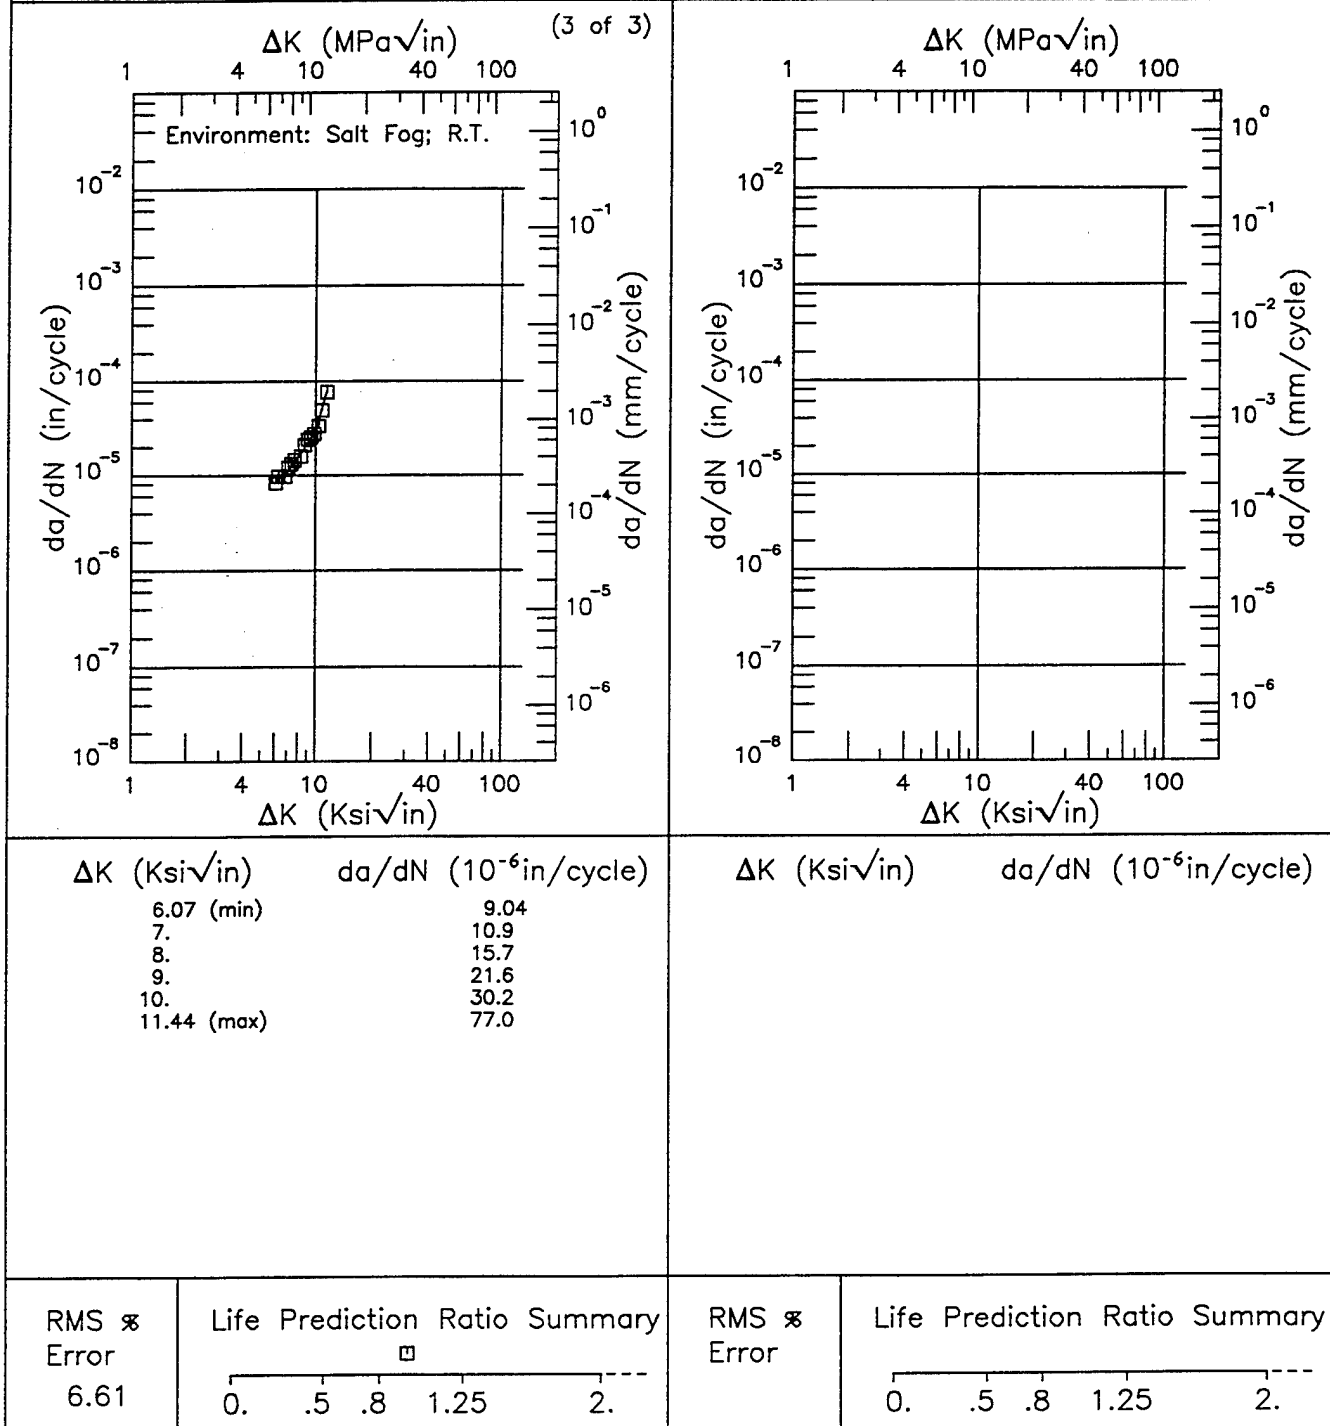 (3 of 3)
ΔK (MPa√in)
1 4 10 40 100
Environment: Salt Fog; R.T.
10⁰
10⁻²
10⁻¹
10⁻³
10⁻²
10⁻⁴
10⁻³
10⁻⁵
10⁻⁴
10⁻⁶
10⁻⁵
10⁻⁷
10⁻⁶
10⁻⁸
da/dN (in/cycle)
da/dN (mm/cycle)
1 4 10 40 100
ΔK (Ksi√in)
ΔK (MPa√in)
1 4 10 40 100
10⁰
10⁻²
10⁻¹
10⁻³
10⁻²
10⁻⁴
10⁻³
10⁻⁵
10⁻⁴
10⁻⁶
10⁻⁵
10⁻⁷
10⁻⁶
10⁻⁸
da/dN (in/cycle)
da/dN (mm/cycle)
1 4 10 40 100
ΔK (Ksi√in)
ΔK (Ksi√in) da/dN (10⁻⁶in/cycle)
6.07 (min) 9.04
7. 10.9
8. 15.7
9. 21.6
10. 30.2
11.44 (max) 77.0
ΔK (Ksi√in) da/dN (10⁻⁶in/cycle)
RMS %
Error
6.61
Life Prediction Ratio Summary
0. .5 .8 1.25 2.
RMS %
Error
Life Prediction Ratio Summary
0. .5 .8 1.25 2.